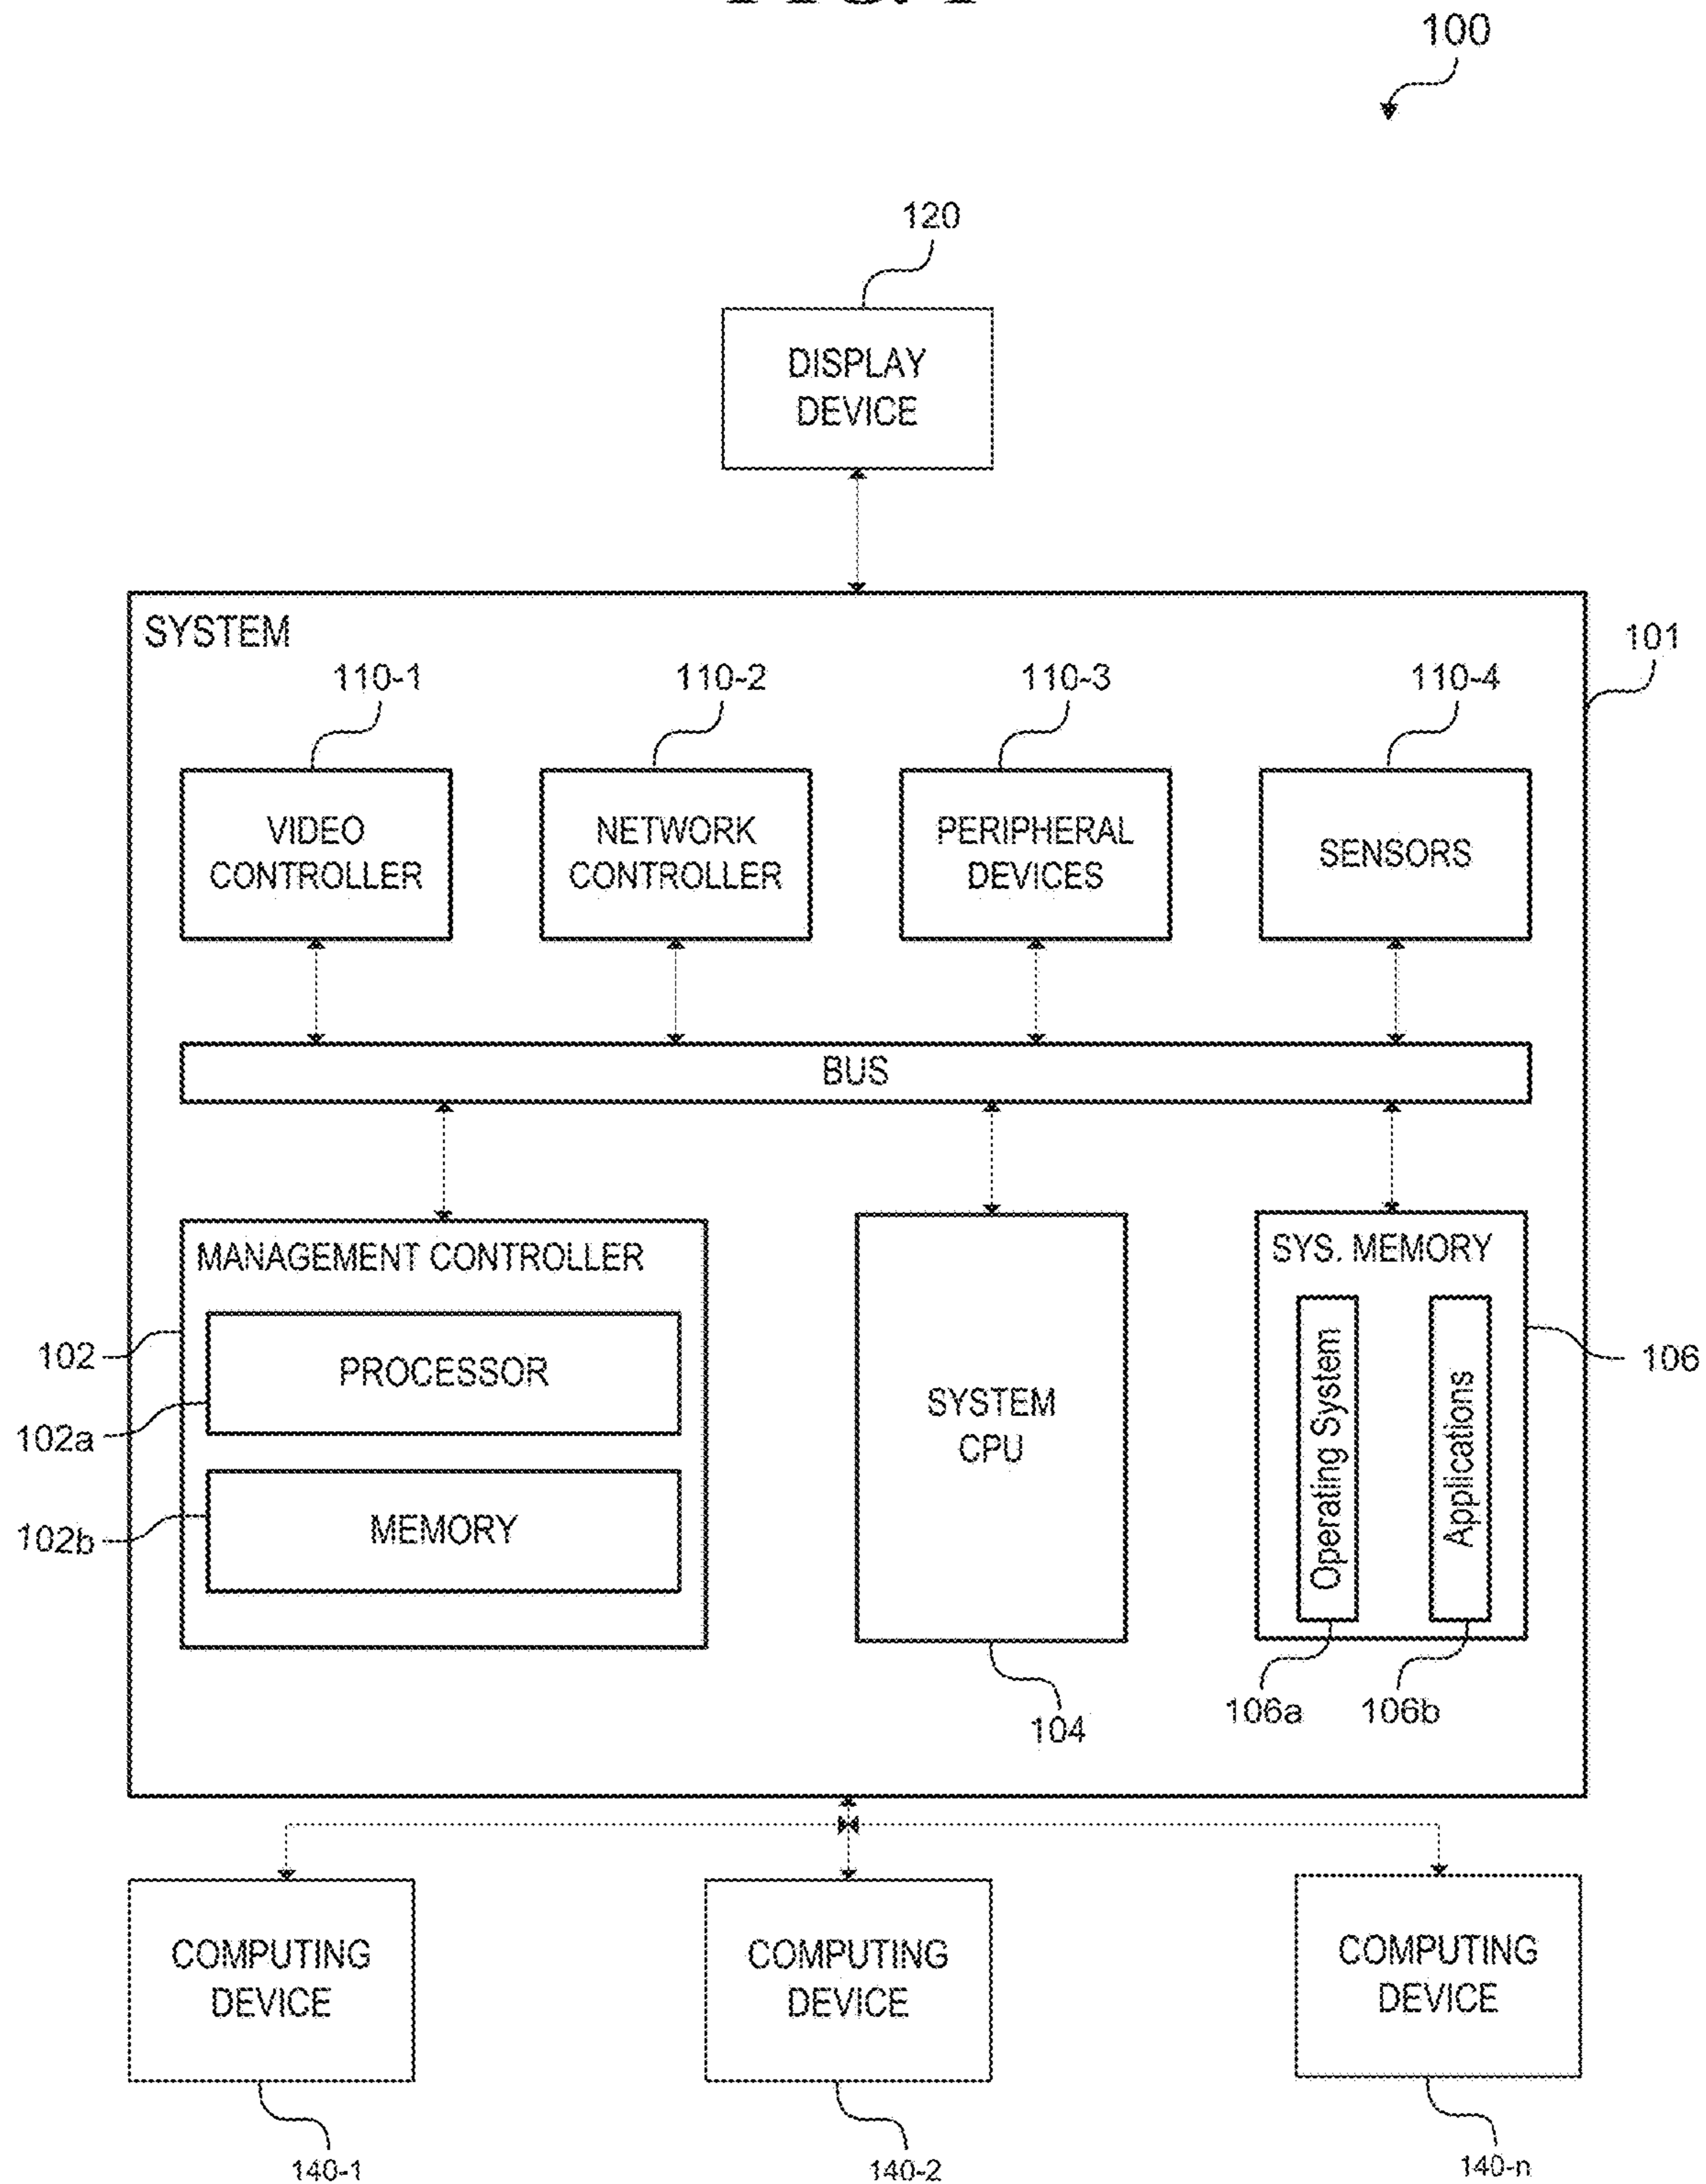 100
120
DISPLAY
DEVICE
SYSTEM
101
110-1
110-2
110-3
110-4
VIDEO
CONTROLLER
NETWORK
CONTROLLER
PERIPHERAL
DEVICES
SENSORS
BUS
MANAGEMENT CONTROLLER
PROCESSOR
MEMORY
102
102a
102b
SYSTEM
CPU
104
SYS. MEMORY
Operating System
Applications
106
106a
106b
COMPUTING
DEVICE
COMPUTING
DEVICE
COMPUTING
DEVICE
140-1
140-2
140-n